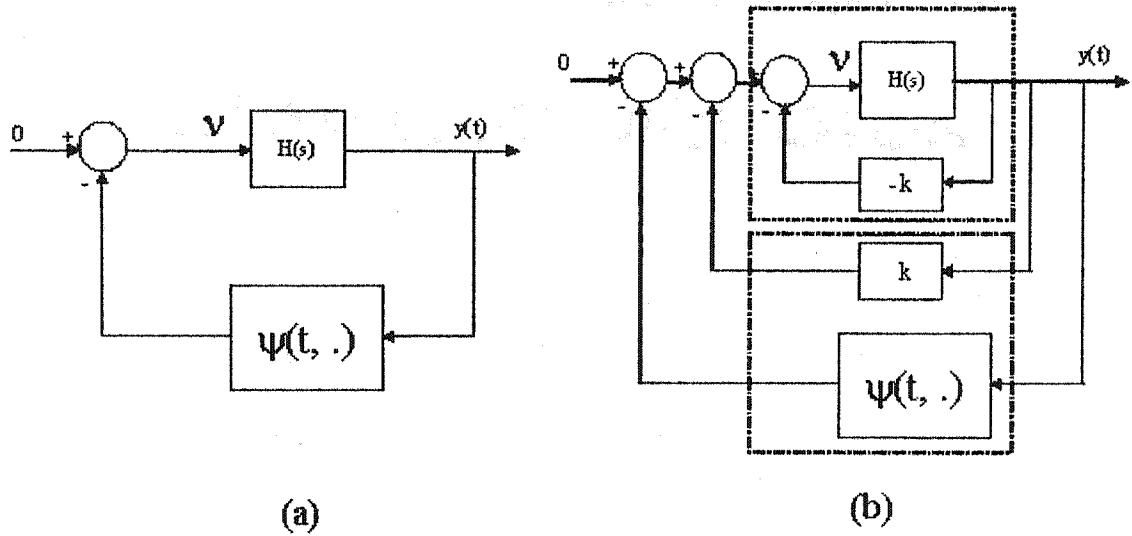 0
+
-
ν
H(s)
y(t)
ψ(t, .)
(a)
0
+
-
+
-
-
ν
H(s)
y(t)
-k
k
ψ(t, .)
(b)